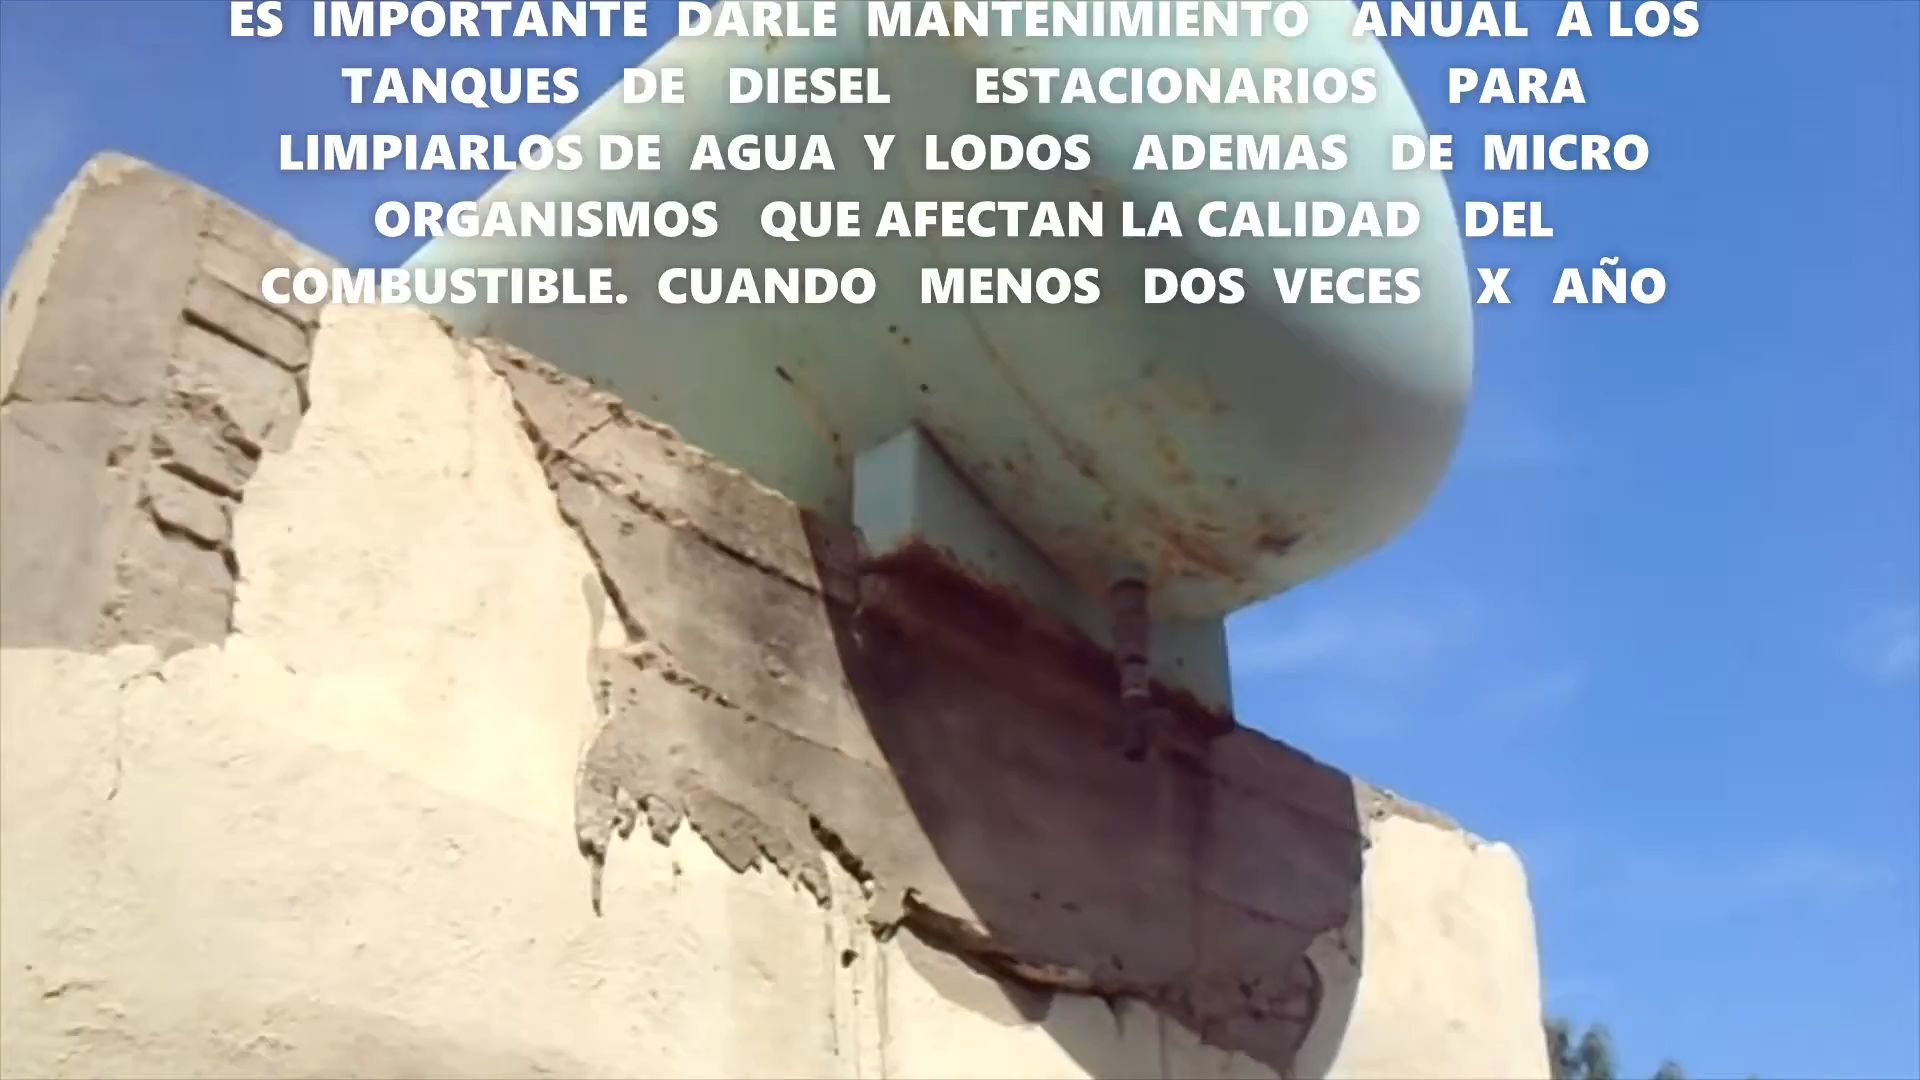 ES IMPORTANTE DARLE MANTENIMIENTO ANUAL A LOS
TANQUES DE DIESEL ESTACIONARIOS PARA
LIMPIARLOS DE AGUA Y LODOS ADEMAS DE MICRO
ORGANISMOS QUE AFECTAN LA CALIDAD DEL
COMBUSTIBLE. CUANDO MENOS DOS VECES X AÑO